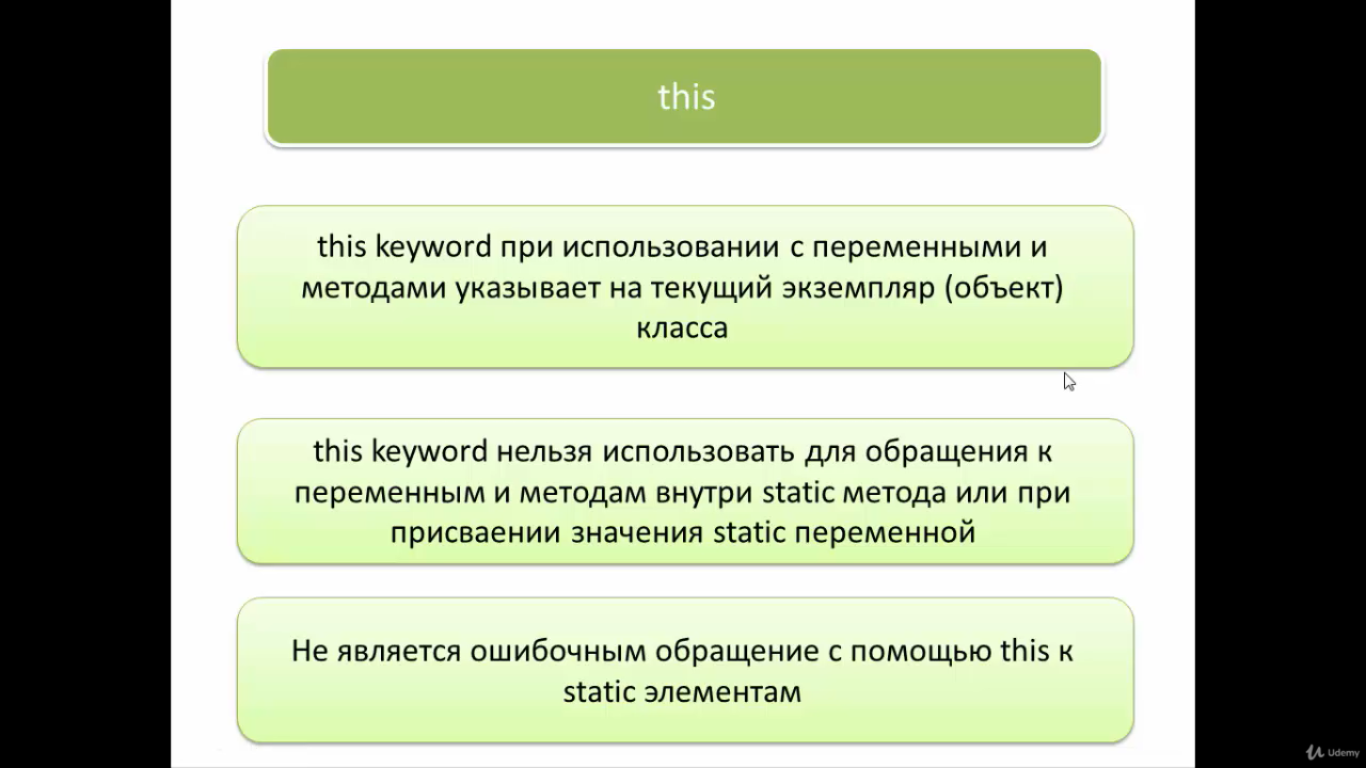 this
this keyword при использовании с переменными и
методами указывает на текущий экземпляр (объект)
класса
this keyword нельзя использовать для обращения к
переменным и методам внутри static метода или при
присваении значения static переменной
Не является ошибочным обращение с помощью this к
static элементам
Udemy